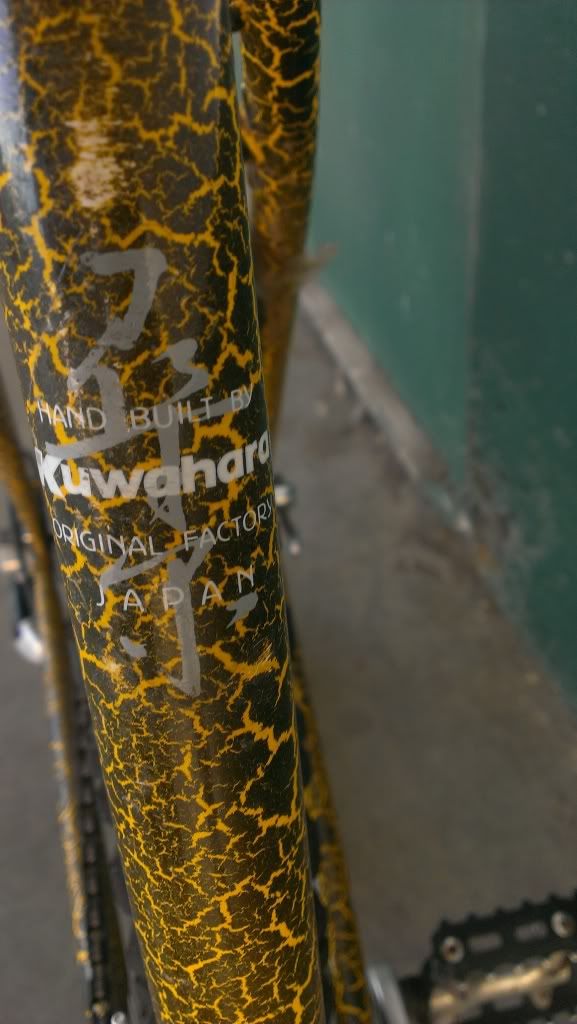 HAND BUILT BY
Kuwahara
ORIGINAL FACTORY
JAPAN